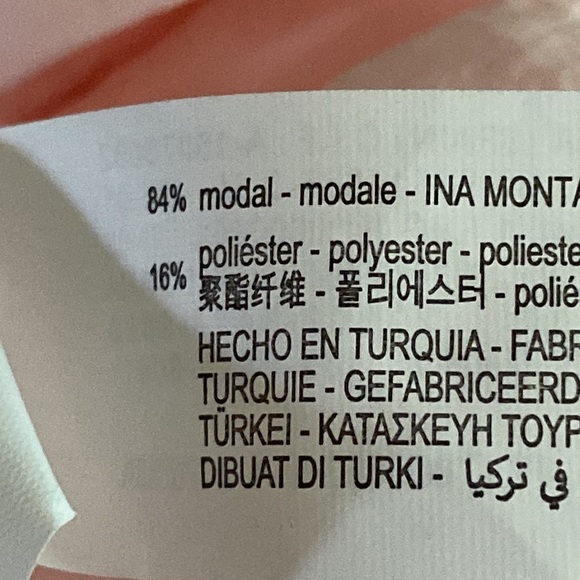 84% modal - modale - INA MONTA
16% poliéster - polyester - polieste
聚酯纤维 - 폴리에스터 - polié
HECHO EN TURQUIA - FABR
TURQUIE - GEFABRICEERD
TÜRKEI - ΚΑΤΑΣΚΕΥΗ ΤΟΥΡ
DIBUAT DI TURKI - في تركيا